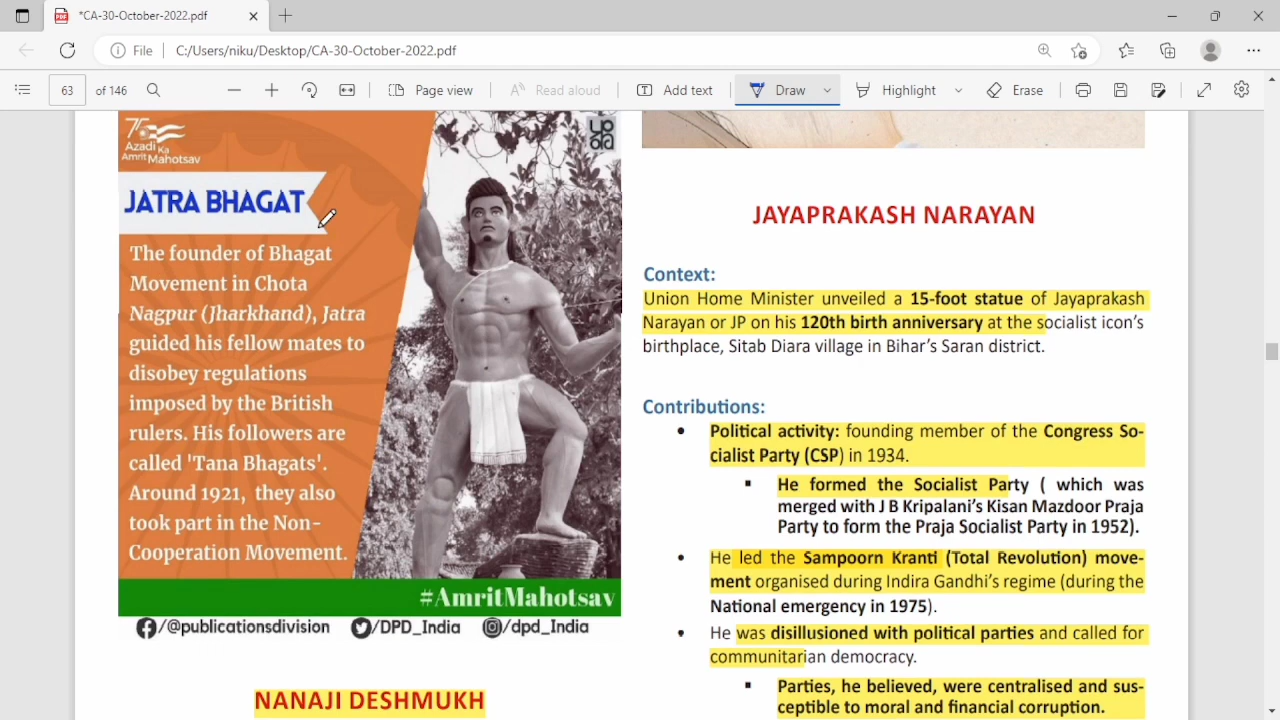 *CA-30-October-2022.pdf
File
C:/Users/niku/Desktop/CA-30-October-2022.pdf
63
of 146
Page view
Read aloud
Add text
Draw
Highlight
Erase
75
Azadi Ka
Amrit Mahotsav
JATRA BHAGAT
The founder of Bhagat
Movement in Chota
Nagpur (Jharkhand), Jatra
guided his fellow mates to
disobey regulations
imposed by the British
rulers. His followers are
called 'Tana Bhagats'.
Around 1921, they also
took part in the Non-
Cooperation Movement.
#AmritMahotsav
/@publicationsdivision
/DPD_India
/dpd_India
NANAJI DESHMUKH
JAYAPRAKASH NARAYAN
Context:
Union Home Minister unveiled a 15-foot statue of Jayaprakash
Narayan or JP on his 120th birth anniversary at the socialist icon's
birthplace, Sitab Diara village in Bihar's Saran district.
Contributions:
• Political activity: founding member of the Congress So-
cialist Party (CSP) in 1934.
▪ He formed the Socialist Party ( which was
merged with J B Kripalani's Kisan Mazdoor Praja
Party to form the Praja Socialist Party in 1952).
• He led the Sampoorn Kranti (Total Revolution) move-
ment organised during Indira Gandhi's regime (during the
National emergency in 1975).
• He was disillusioned with political parties and called for
communitarian democracy.
▪ Parties, he believed, were centralised and sus-
ceptible to moral and financial corruption.